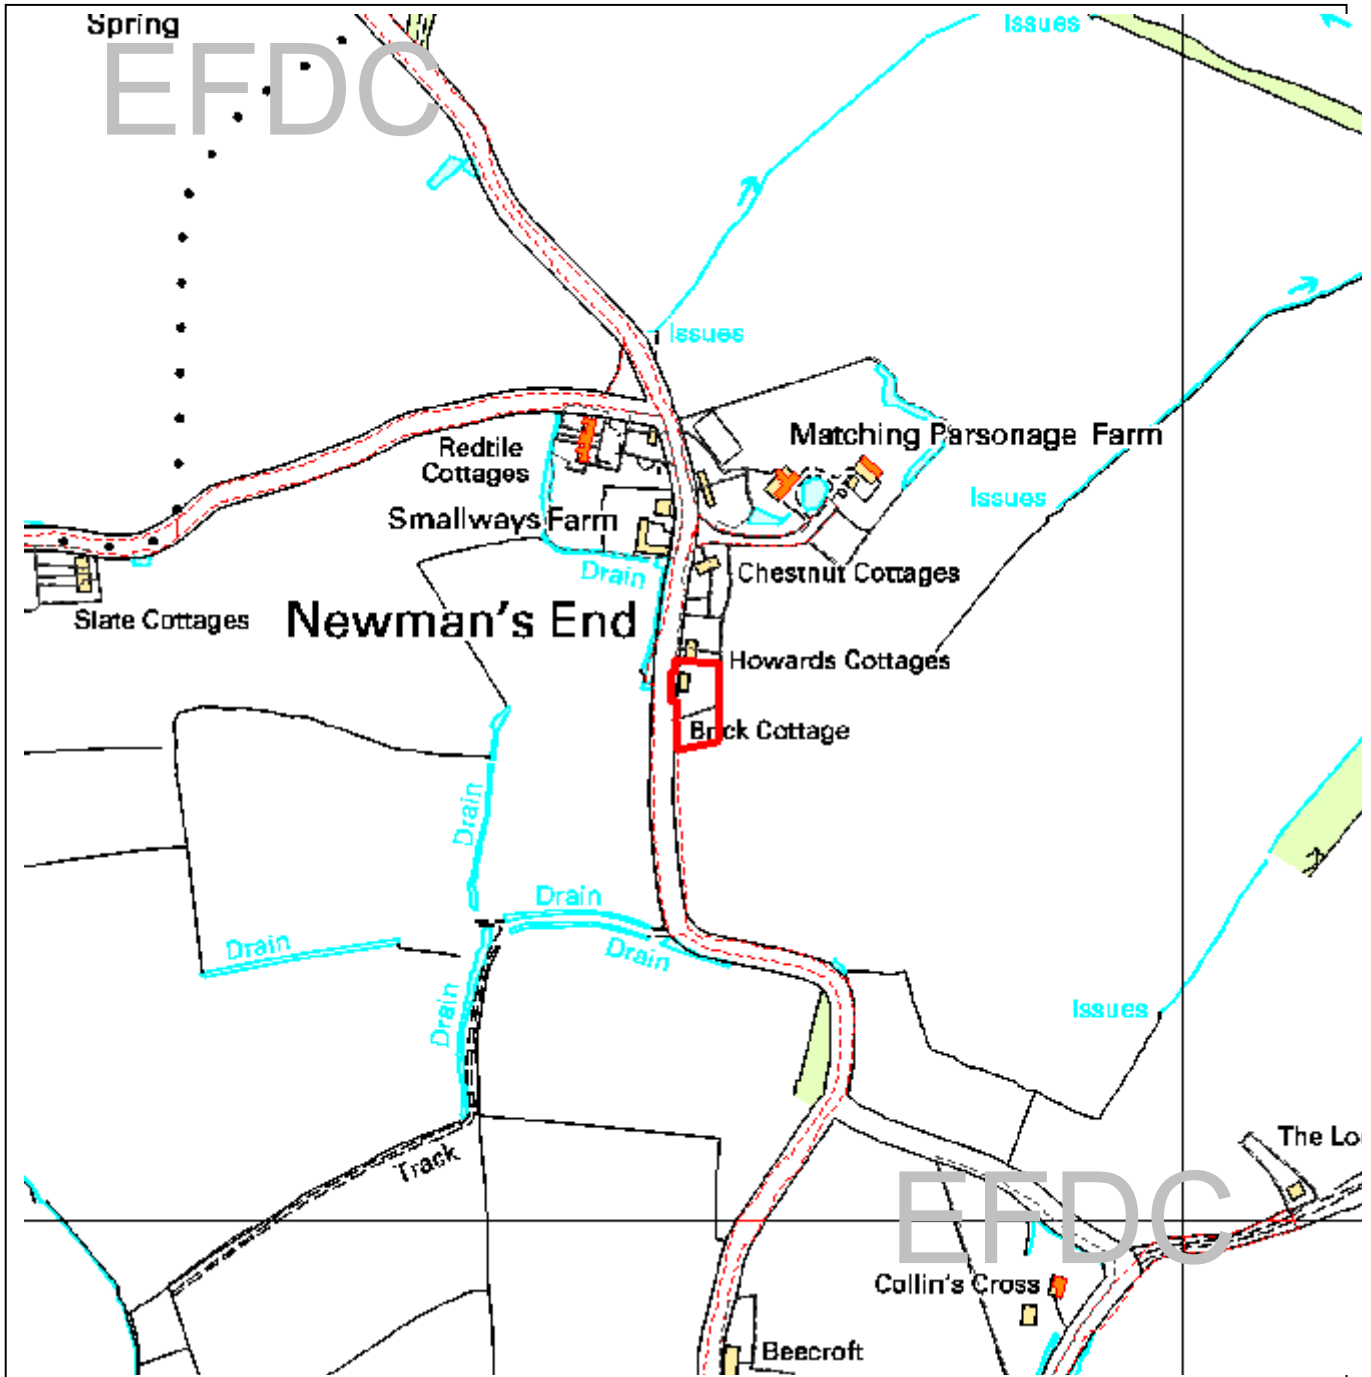 Spring
Issues
EFDC
Issues
Redtile
Cottages
Matching Parsonage Farm
Issues
Smallways Farm
Drain
Chestnut Cottages
Slate Cottages
Newman's End
Howards Cottages
Brick Cottage
Drain
Drain
Drain
Drain
Drain
Issues
Track
The Lo
EFDC
Collin's Cross
Beecroft